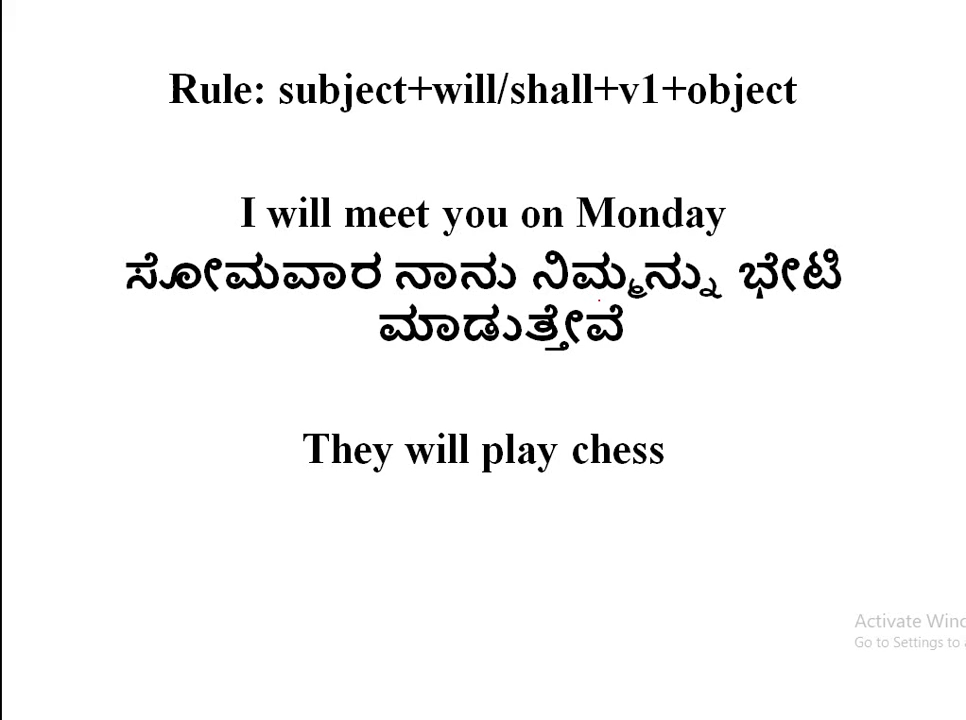 Rule: subject+will/shall+v1+object
I will meet you on Monday
ಸೋಮವಾರ ನಾನು ನಿಮ್ಮನ್ನು ಭೇಟಿ
ಮಾಡುತ್ತೇವೆ
They will play chess
Activate Winc
Go to Settings to